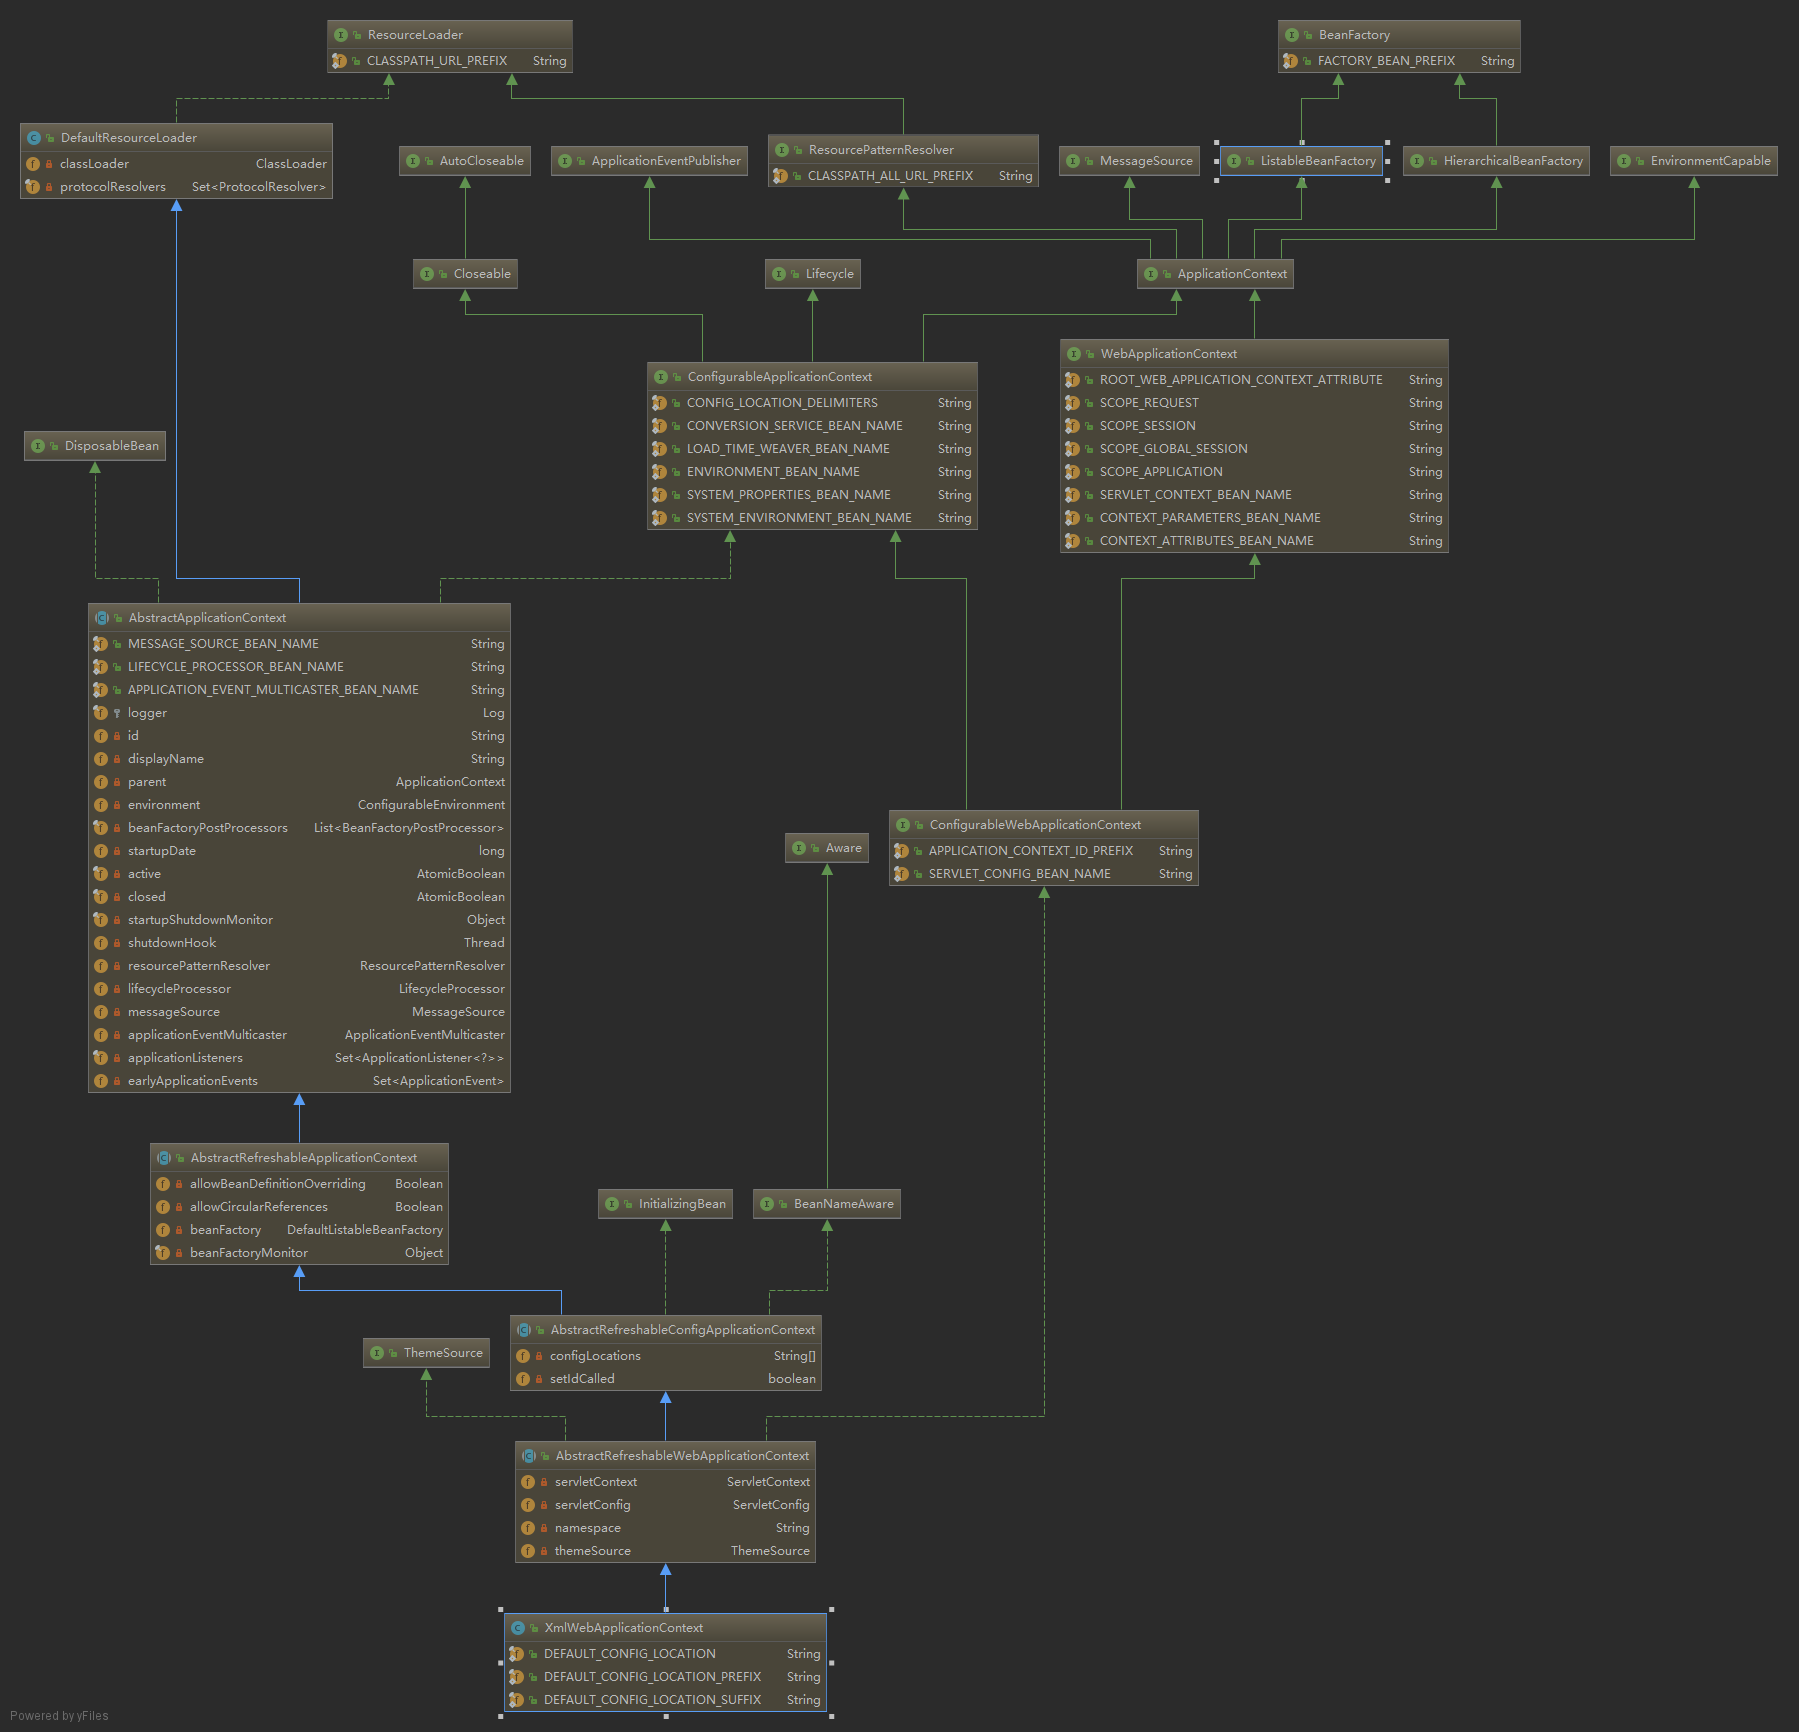 ResourceLoader
CLASSPATH_URL_PREFIX String
BeanFactory
FACTORY_BEAN_PREFIX String
DefaultResourceLoader
classLoader ClassLoader
protocolResolvers Set<ProtocolResolver>
AutoCloseable
ApplicationEventPublisher
ResourcePatternResolver
CLASSPATH_ALL_URL_PREFIX String
MessageSource
ListableBeanFactory
HierarchicalBeanFactory
EnvironmentCapable
Closeable
Lifecycle
ApplicationContext
ConfigurableApplicationContext
CONFIG_LOCATION_DELIMITERS String
CONVERSION_SERVICE_BEAN_NAME String
LOAD_TIME_WEAVER_BEAN_NAME String
ENVIRONMENT_BEAN_NAME String
SYSTEM_PROPERTIES_BEAN_NAME String
SYSTEM_ENVIRONMENT_BEAN_NAME String
WebApplicationContext
ROOT_WEB_APPLICATION_CONTEXT_ATTRIBUTE String
SCOPE_REQUEST String
SCOPE_SESSION String
SCOPE_GLOBAL_SESSION String
SCOPE_APPLICATION String
SERVLET_CONTEXT_BEAN_NAME String
CONTEXT_PARAMETERS_BEAN_NAME String
CONTEXT_ATTRIBUTES_BEAN_NAME String
DisposableBean
AbstractApplicationContext
MESSAGE_SOURCE_BEAN_NAME String
LIFECYCLE_PROCESSOR_BEAN_NAME String
APPLICATION_EVENT_MULTICASTER_BEAN_NAME String
logger Log
id String
displayName String
parent ApplicationContext
environment ConfigurableEnvironment
beanFactoryPostProcessors List<BeanFactoryPostProcessor>
startupDate long
active AtomicBoolean
closed AtomicBoolean
startupShutdownMonitor Object
shutdownHook Thread
resourcePatternResolver ResourcePatternResolver
lifecycleProcessor LifecycleProcessor
messageSource MessageSource
applicationEventMulticaster ApplicationEventMulticaster
applicationListeners Set<ApplicationListener<?>>
earlyApplicationEvents Set<ApplicationEvent>
Aware
ConfigurableWebApplicationContext
APPLICATION_CONTEXT_ID_PREFIX String
SERVLET_CONFIG_BEAN_NAME String
AbstractRefreshableApplicationContext
allowBeanDefinitionOverriding Boolean
allowCircularReferences Boolean
beanFactory DefaultListableBeanFactory
beanFactoryMonitor Object
InitializingBean
BeanNameAware
ThemeSource
AbstractRefreshableConfigApplicationContext
configLocations String[]
setIdCalled boolean
AbstractRefreshableWebApplicationContext
servletContext ServletContext
servletConfig ServletConfig
namespace String
themeSource ThemeSource
XmlWebApplicationContext
DEFAULT_CONFIG_LOCATION String
DEFAULT_CONFIG_LOCATION_PREFIX String
DEFAULT_CONFIG_LOCATION_SUFFIX String
Powered by yFiles